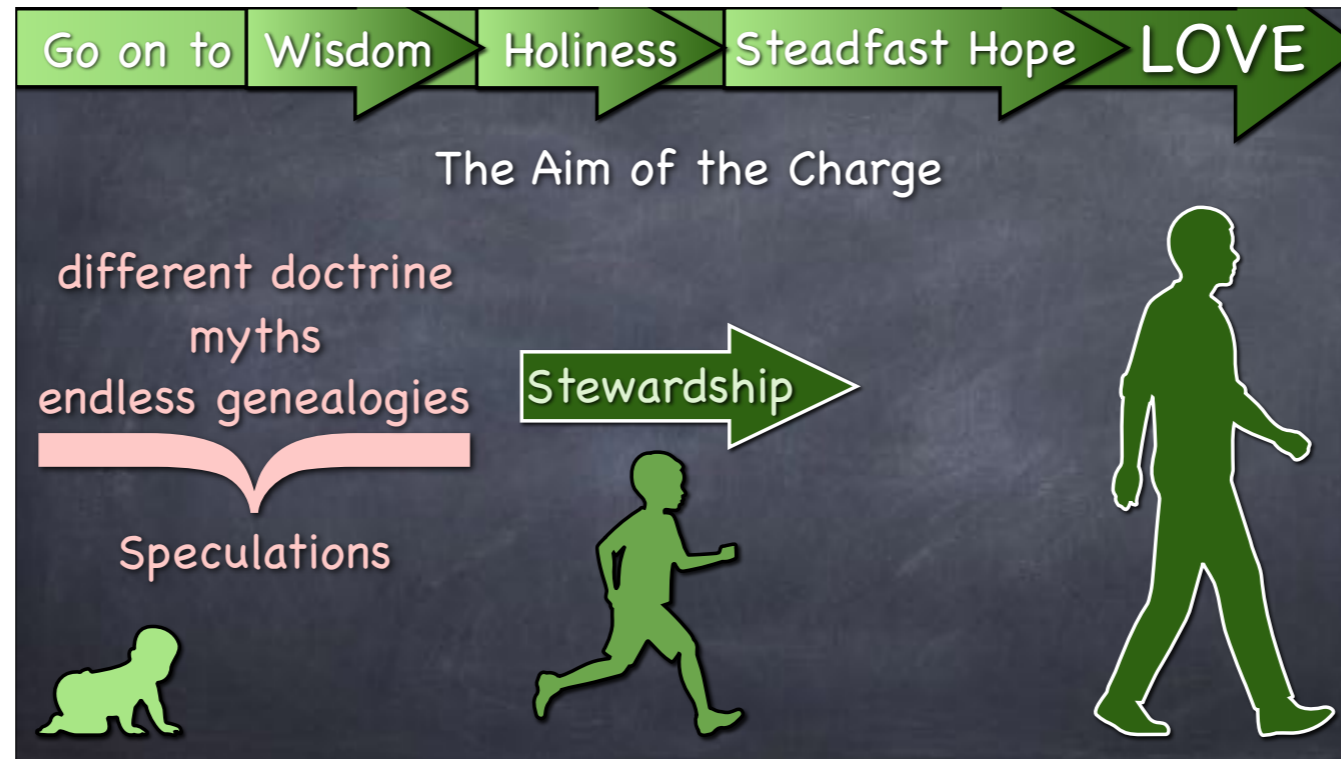 Go on to Wisdom Holiness Steadfast Hope LOVE
The Aim of the Charge
different doctrine
myths
endless genealogies
Stewardship
Speculations